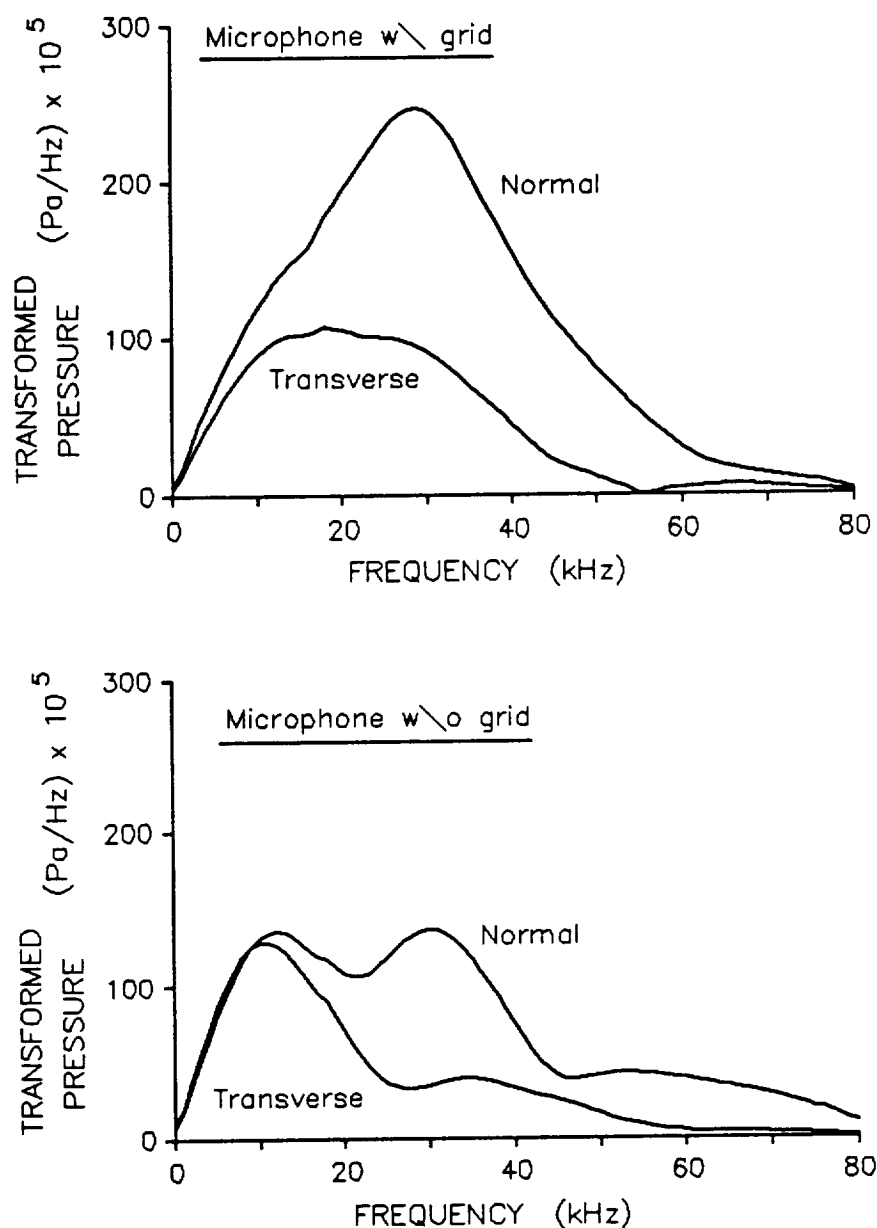 Microphone w\ grid
300
200
100
0
TRANSFORMED PRESSURE (Pa/Hz) x 10^5
Normal
Transverse
0 20 40 60 80
FREQUENCY (kHz)
Microphone w\o grid
300
200
100
0
TRANSFORMED PRESSURE (Pa/Hz) x 10^5
Normal
Transverse
0 20 40 60 80
FREQUENCY (kHz)